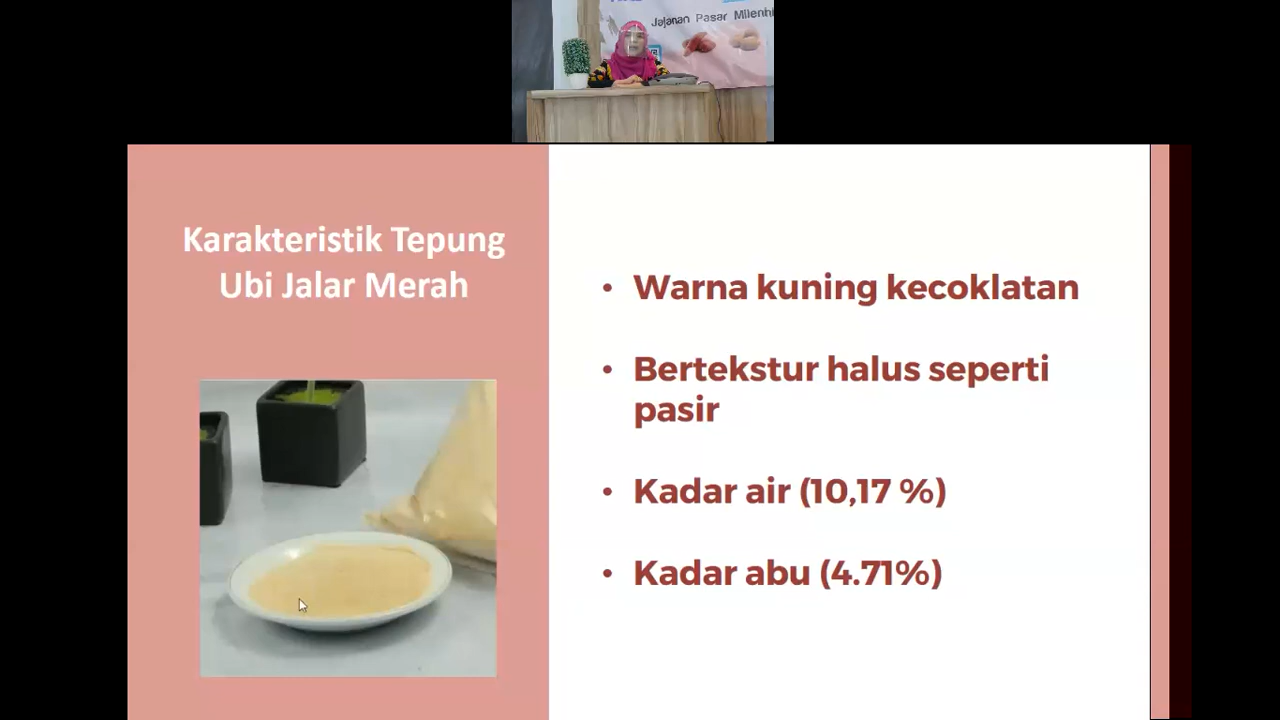 Jajanan Pasar Milenial
Karakteristik Tepung
Ubi Jalar Merah
• Warna kuning kecoklatan
• Bertekstur halus seperti
pasir
• Kadar air (10,17 %)
• Kadar abu (4.71%)